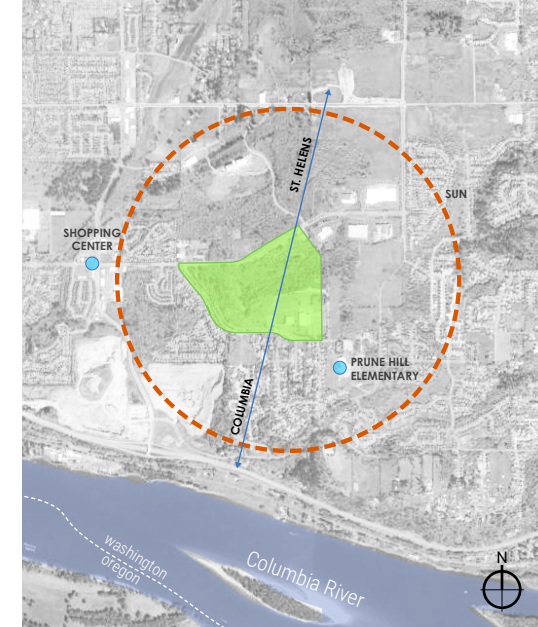 ST. HELENS
SUN
SHOPPING
CENTER
PRUNE HILL
ELEMENTARY
COLUMBIA
washington
oregon
Columbia River
N